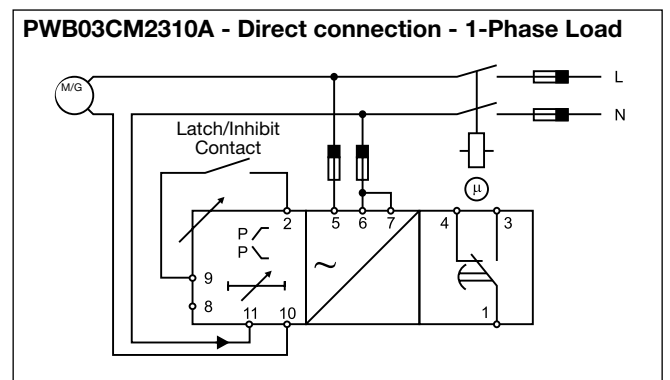 PWB03CM2310A - Direct connection - 1-Phase Load
M/G
L
N
Latch/Inhibit
Contact
µ
2
5
6
7
4
3
P
P
~
9
8
11
10
1